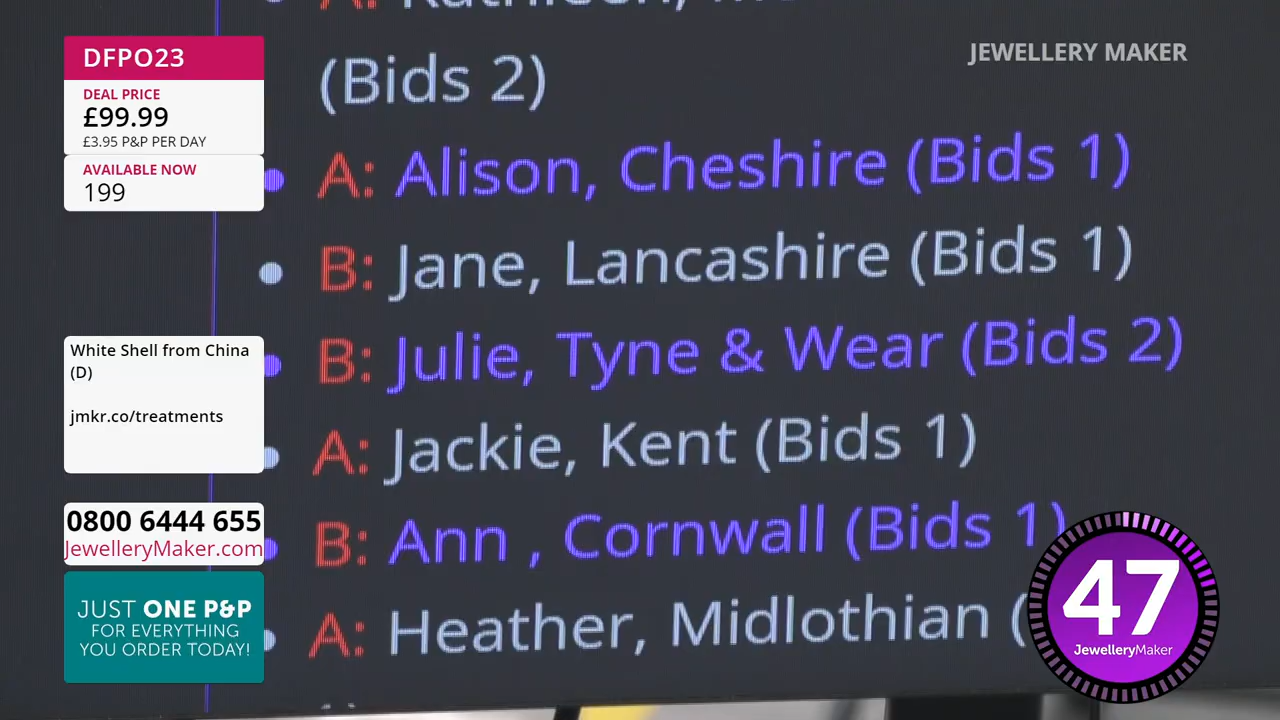 DFPO23
DEAL PRICE
£99.99
£3.95 P&P PER DAY
AVAILABLE NOW
199
White Shell from China
(D)
jmkr.co/treatments
0800 6444 655
JewelleryMaker.com
JUST ONE P&P
FOR EVERYTHING
YOU ORDER TODAY!
JEWELLERY MAKER
(Bids 2)
A: Alison, Cheshire (Bids 1)
B: Jane, Lancashire (Bids 1)
B: Julie, Tyne & Wear (Bids 2)
A: Jackie, Kent (Bids 1)
B: Ann , Cornwall (Bids 1)
A: Heather, Midlothian (
47
JewelleryMaker